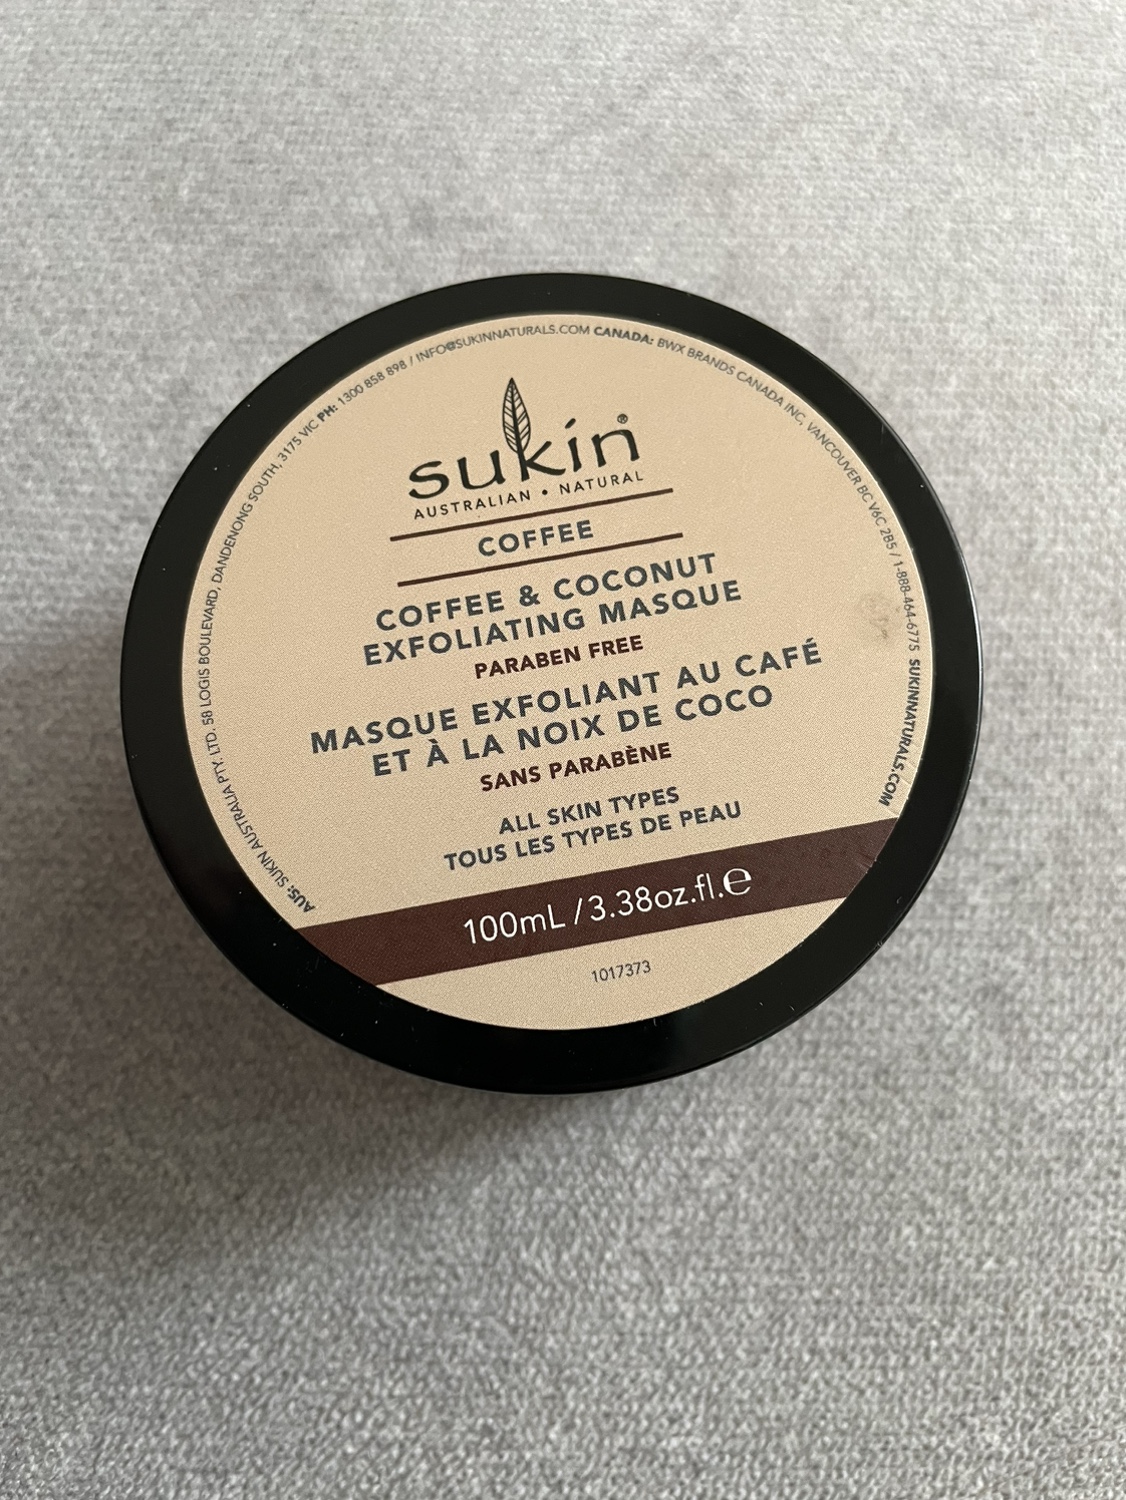 AUS: SUKIN AUSTRALIA PTY. LTD. 58 LOGIS BOULEVARD, DANDENONG SOUTH, 3175 VIC PH: 1300 858 898 / INFO@SUKINNATURALS.COM CANADA: BWX BRANDS CANADA INC, VANCOUVER BC V6C 2B5 / 1-888-464-6775 SUKINNATURALS.COM
sukin®
AUSTRALIAN • NATURAL
COFFEE
COFFEE & COCONUT
EXFOLIATING MASQUE
PARABEN FREE
MASQUE EXFOLIANT AU CAFÉ
ET À LA NOIX DE COCO
SANS PARABÈNE
ALL SKIN TYPES
TOUS LES TYPES DE PEAU
100mL / 3.38oz.fl.℮
1017373